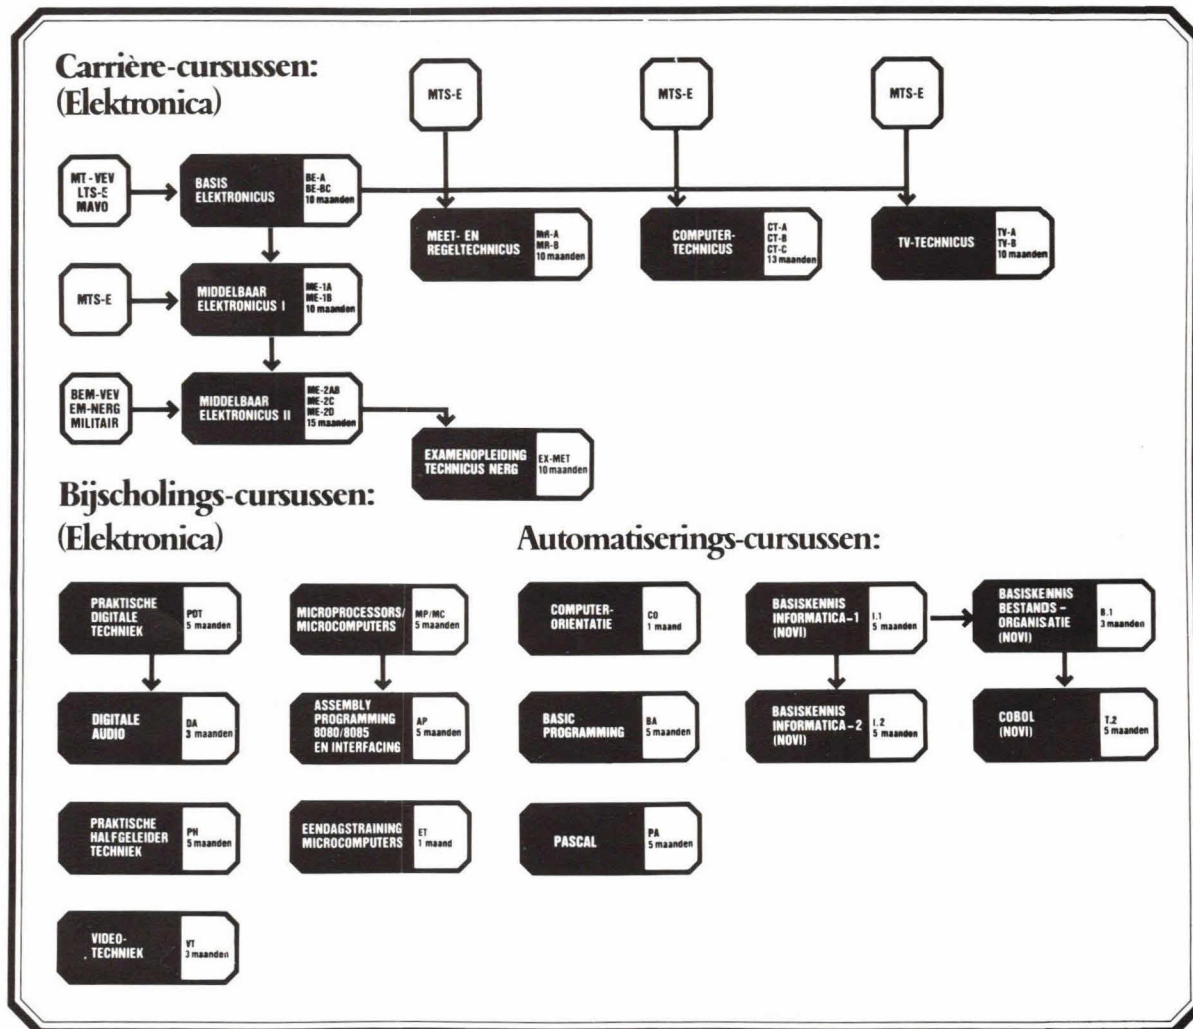 Carrière-cursussen:
(Elektronica)
MTS-E
MTS-E
MTS-E
MT-VEV
LTS-E
MAVO
BASIS
ELEKTRONICUS
BE-A
BE-BC
10 maanden
MEET- EN
REGELTECHNICUS
MR-A
MR-B
10 maanden
COMPUTER-
TECHNICUS
CT-A
CT-B
CT-C
13 maanden
TV-TECHNICUS
TV-A
TV-B
10 maanden
MTS-E
MIDDELBAAR
ELEKTRONICUS I
ME-1A
ME-1B
10 maanden
BEM-VEV
EM-NERG
MILITAIR
MIDDELBAAR
ELEKTRONICUS II
ME-2AB
ME-2C
ME-2D
15 maanden
EXAMENOPLEIDING
TECHNICUS NERG
EX-MET
10 maanden
Bijscholings-cursussen:
(Elektronica)
PRAKTISCHE
DIGITALE
TECHNIEK
PDT
5 maanden
MICROPROCESSORS/
MICROCOMPUTERS
MP/MC
5 maanden
DIGITALE
AUDIO
DA
3 maanden
ASSEMBLY
PROGRAMMING
8080/8085
EN INTERFACING
AP
5 maanden
PRAKTISCHE
HALFGELEIDER
TECHNIEK
PH
5 maanden
EENDAGSTRAINING
MICROCOMPUTERS
ET
1 maand
VIDEO-
TECHNIEK
VT
3 maanden
Automatiserings-cursussen:
COMPUTER-
ORIENTATIE
CO
1 maand
BASISKENNIS
INFORMATICA-1
(NOVI)
I.1
5 maanden
BASISKENNIS
BESTANDS-
ORGANISATIE
(NOVI)
B.1
3 maanden
BASIC
PROGRAMMING
BA
5 maanden
BASISKENNIS
INFORMATICA-2
(NOVI)
I.2
5 maanden
COBOL
(NOVI)
T.2
5 maanden
PASCAL
PA
5 maanden